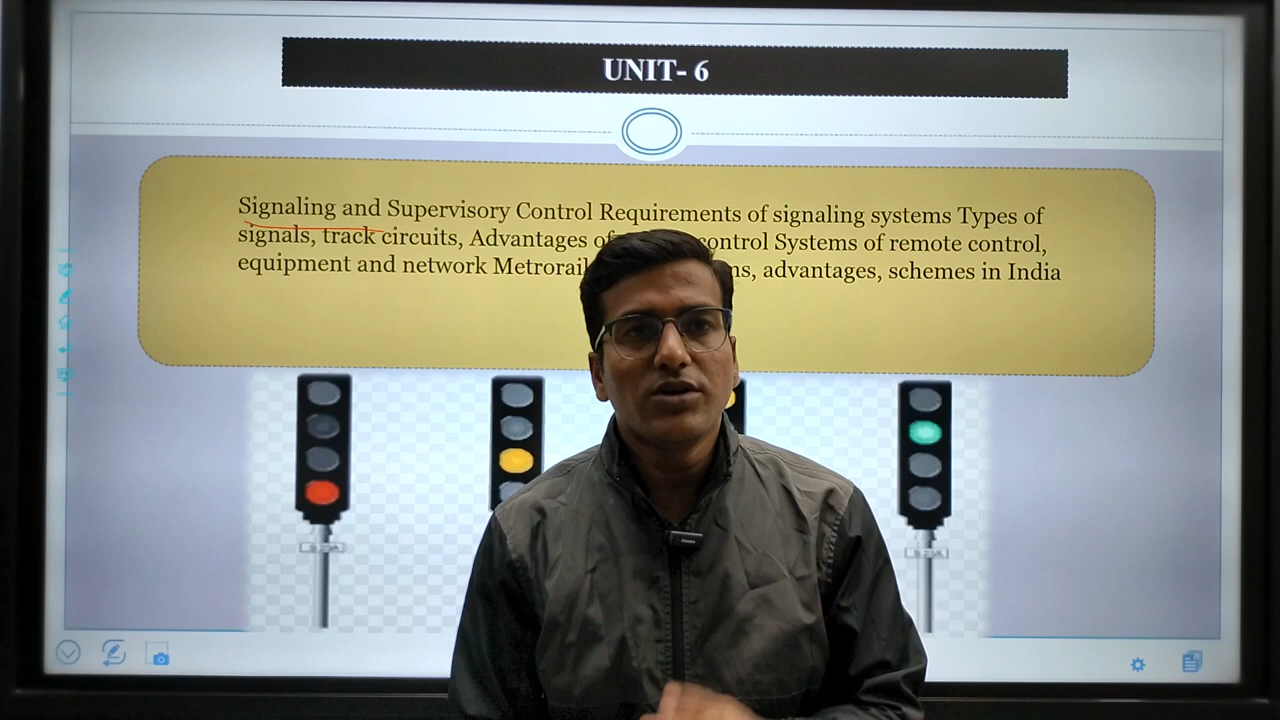 UNIT- 6
Signaling and Supervisory Control Requirements of signaling systems Types of
signals, track circuits, Advantages of control Systems of remote control,
equipment and network Metrorail advantages, schemes in India